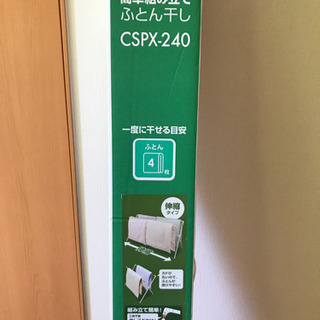 簡単組み立て
ふとん干し
CSPX-240
一度に干せる目安
ふとん
4
枚
伸縮
タイプ
組み立て簡単!